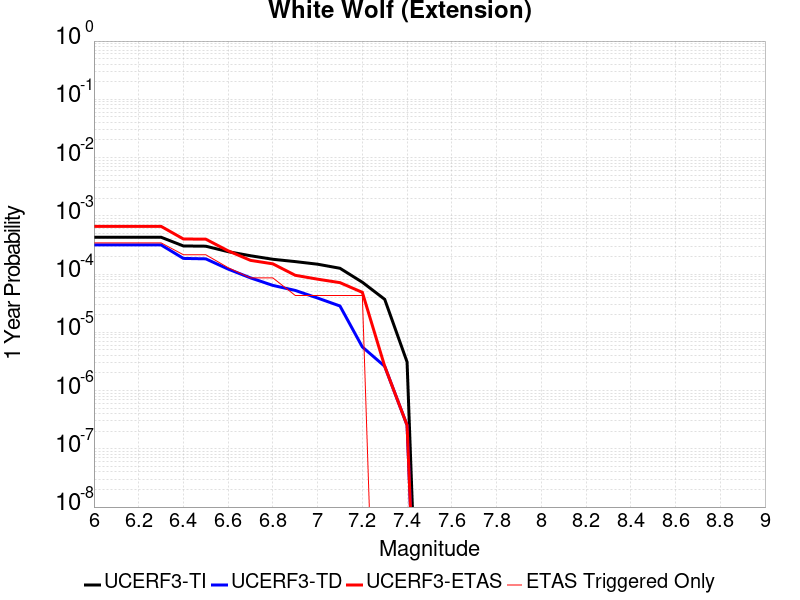 White Wolf (Extension)
1 Year Probability
10^0
10^-1
10^-2
10^-3
10^-4
10^-5
10^-6
10^-7
10^-8
6 6.2 6.4 6.6 6.8 7 7.2 7.4 7.6 7.8 8 8.2 8.4 8.6 8.8 9
Magnitude
UCERF3-TI UCERF3-TD UCERF3-ETAS ETAS Triggered Only